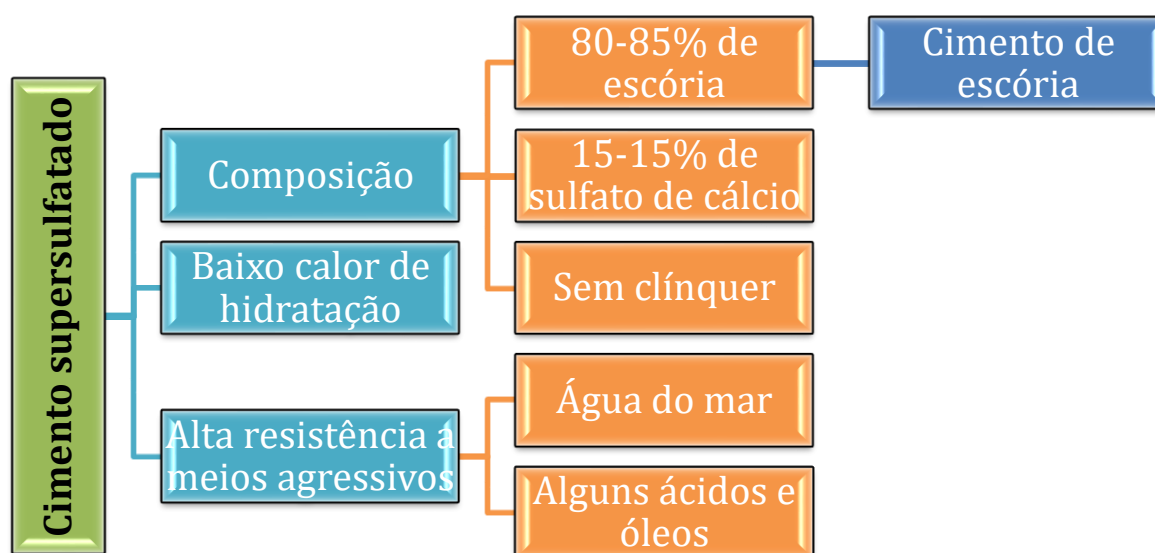 Cimento supersulfatado
Composição
80-85% de
escória
Cimento de
escória
15-15% de
sulfato de cálcio
Sem clínquer
Baixo calor de
hidratação
Alta resistência a
meios agressivos
Água do mar
Alguns ácidos e
óleos